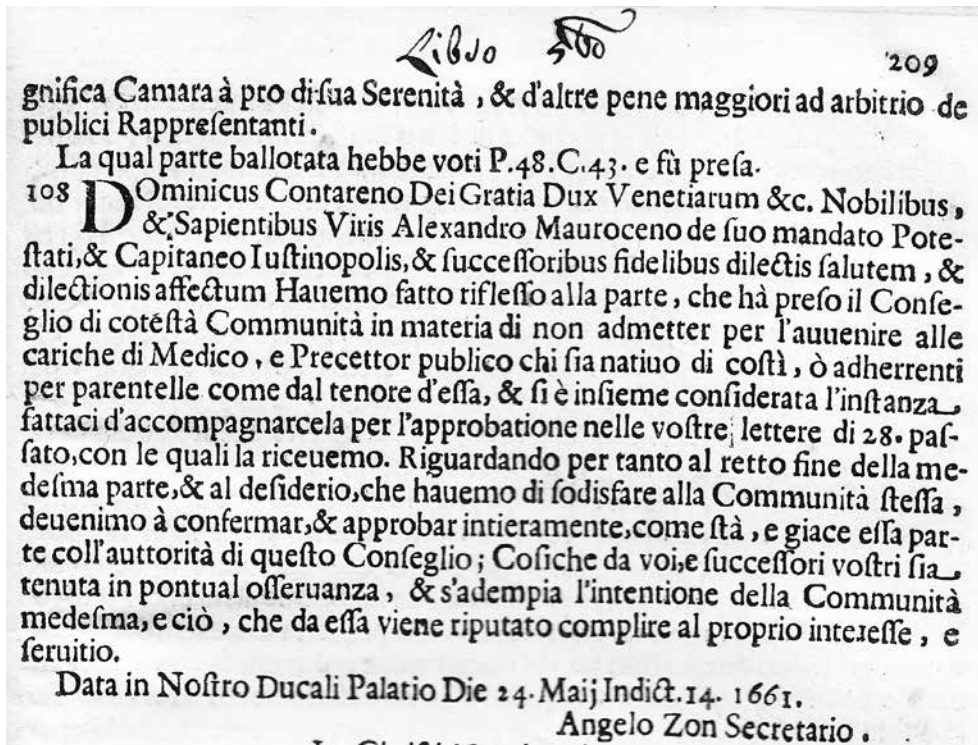 Libro 5to
209
gnifica Camara à pro di sua Serenità , & d'altre pene maggiori ad arbitrio de
publici Rappreſentanti.
La qual parte ballotata hebbe voti P.48.C.43. e fù preſa.
108 DOminicus Contareno Dei Gratia Dux Venetiarum &c. Nobilibus,
& Sapientibus Viris Alexandro Mauroceno de ſuo mandato Pote-
ſtati,& Capitaneo Iuſtinopolis,& ſucceſſoribus fidelibus dilectis ſalutem , &
dilectionis affectum Hauemo fatto rifleſſo alla parte, che hà preſo il Conſe-
glio di coteſtà Communità in materia di non admetter per l'auuenire alle
cariche di Medico , e Precettor publico chi ſia natiuo di coſtì , ò adherrenti
per parentelle come dal tenore d'eſſa, & ſi è inſieme conſiderata l'inſtanza
fattaci d'accompagnarcela per l'approbatione nelle voſtre lettere di 28. paſ-
ſato,con le quali la riceuemo. Riguardando per tanto al retto fine della me-
deſma parte,& al deſiderio,che hauemo di ſodisfare alla Communità ſteſſa ,
deuenimo à confermar,& approbar intieramente,come ſtà , e giace eſſa par-
te coll'auttorità di queſto Conſeglio ; Coſiche da voi,e ſucceſſori voſtri ſia
tenuta in pontual oſſeruanza , & s'adempia l'intentione della Communità
medeſma,e ciò , che da eſſa viene riputato complire al proprio intereſſe , e
ſeruitio.
Data in Noſtro Ducali Palatio Die 24. Maij Indict. 14. 1661.
Angelo Zon Secretario .